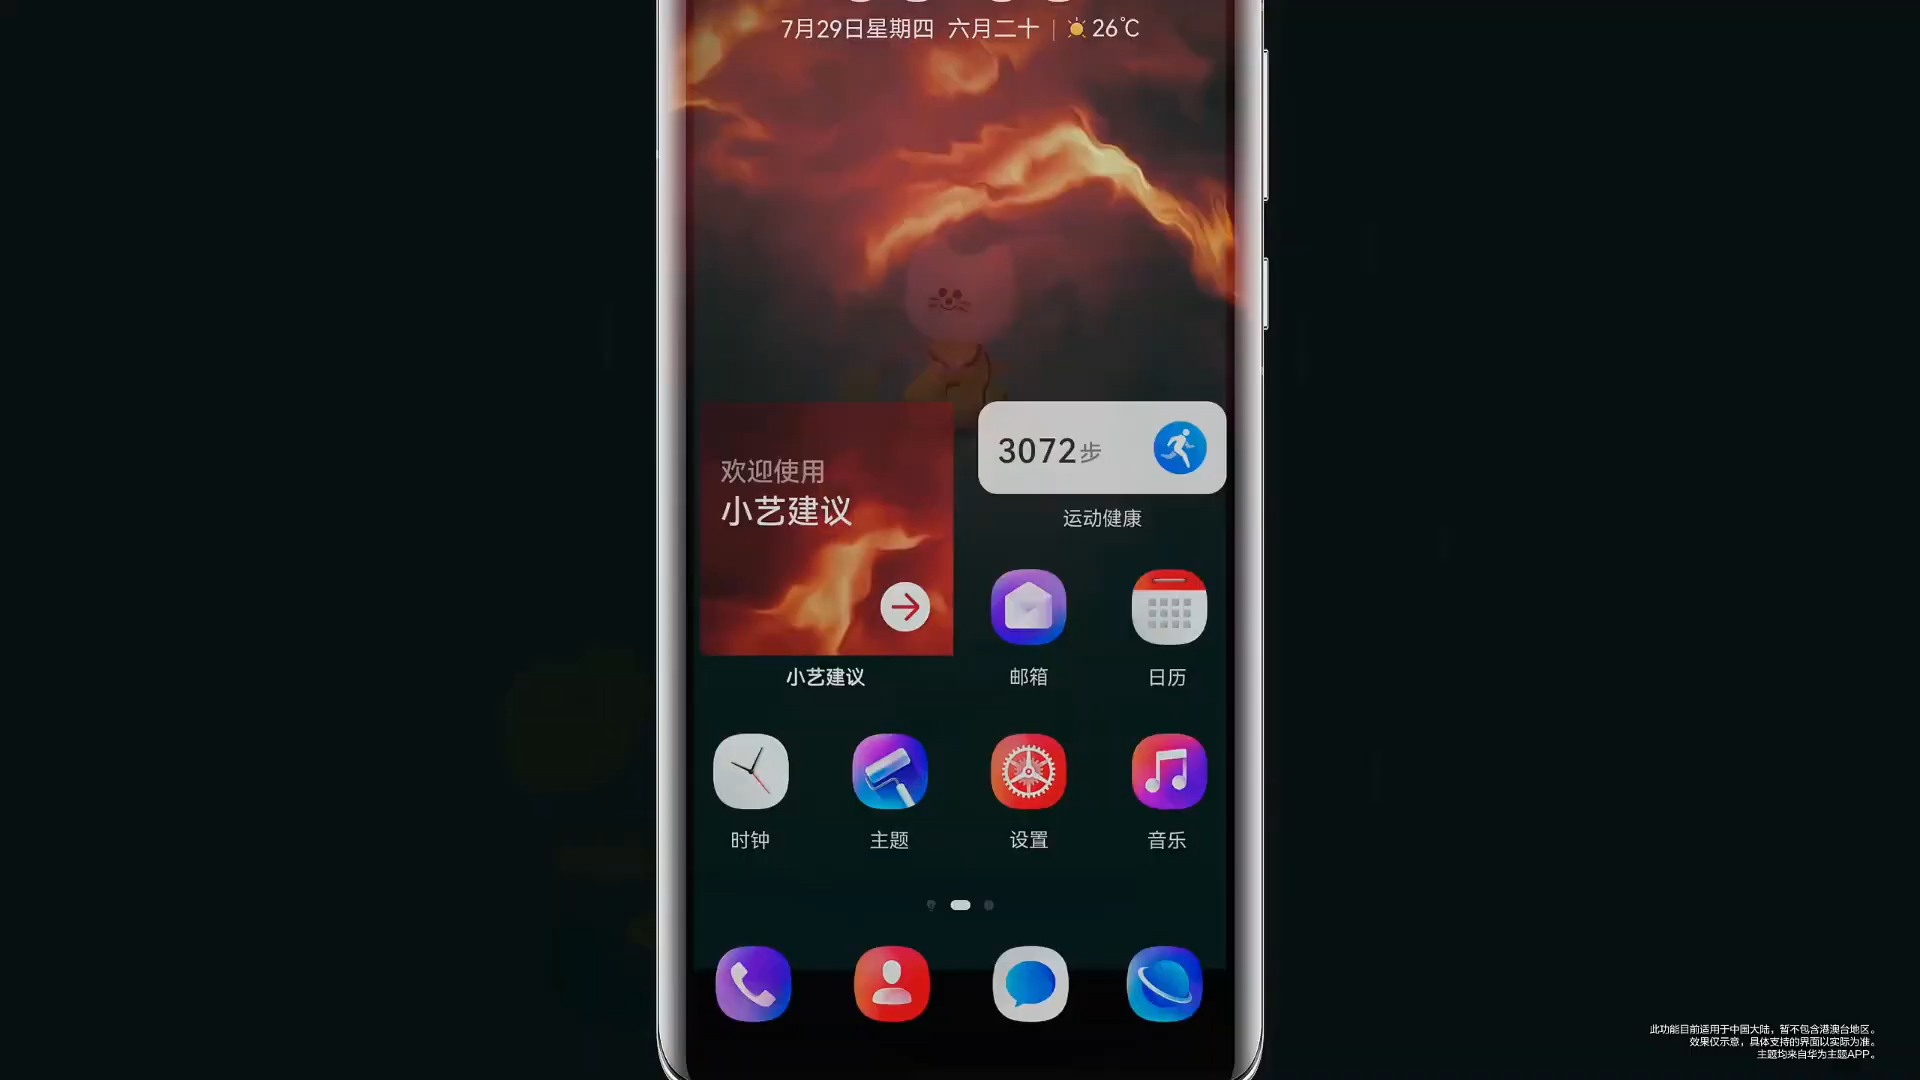 7月29日星期四 六月二十 | 26℃
欢迎使用
小艺建议
小艺建议
3072步
运动健康
邮箱
日历
时钟
主题
设置
音乐
此功能目前适用于中国大陆，暂不包含港澳台地区。
效果仅示意，具体支持的界面以实际为准。
主题均来自华为主题APP。